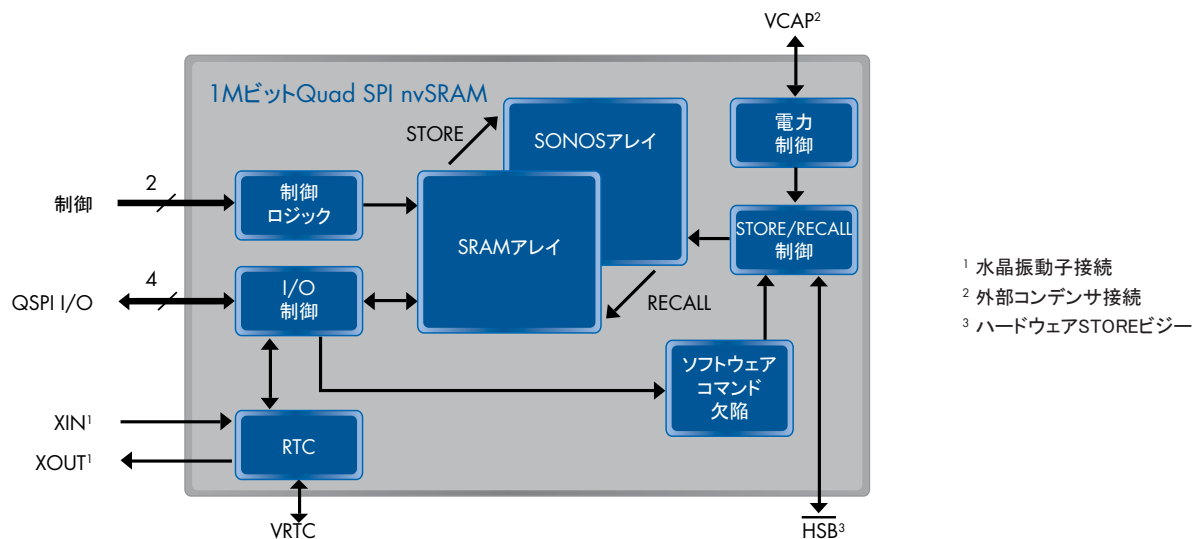 VCAP²
1MビットQuad SPI nvSRAM
STORE
SONOSアレイ
電力
制御
制御
2
制御
ロジック
SRAMアレイ
STORE/RECALL
制御
QSPI I/O
4
I/O
制御
RECALL
ソフトウェア
コマンド
欠陥
XIN¹
XOUT¹
RTC
VRTC
HSB³
¹ 水晶振動子接続
² 外部コンデンサ接続
³ ハードウェアSTOREビジー